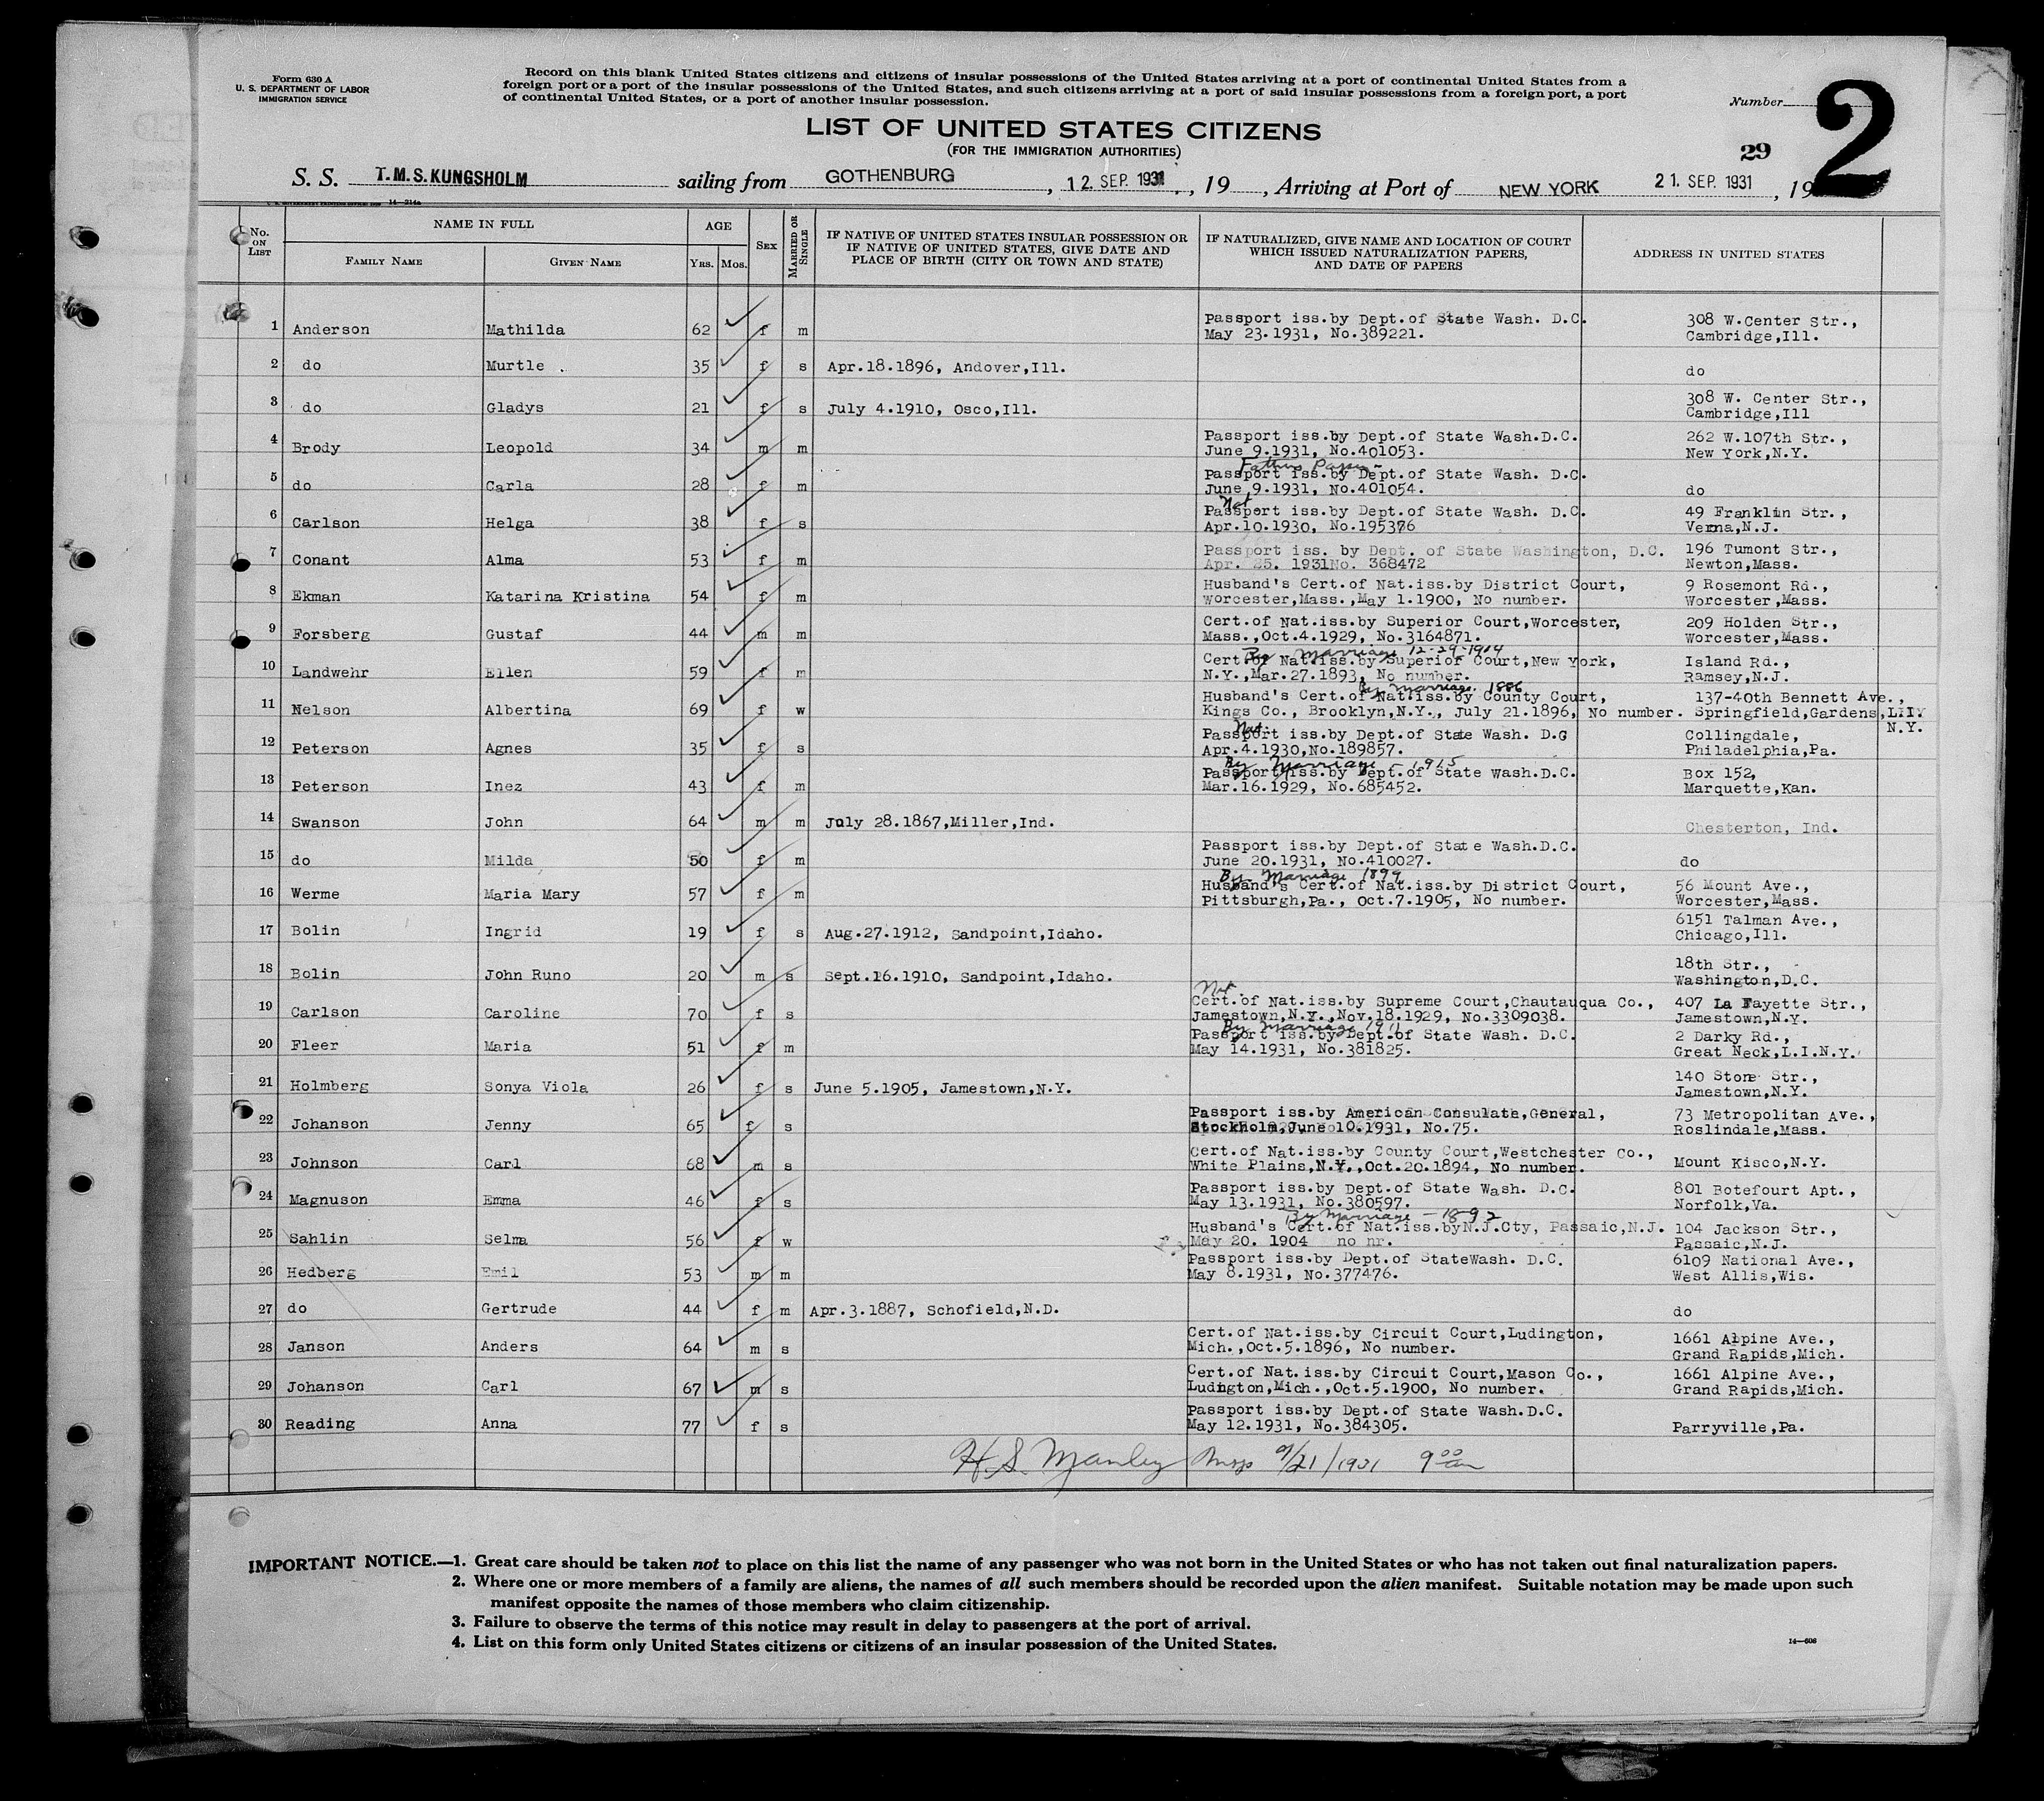 Form 630 A
U. S. DEPARTMENT OF LABOR
IMMIGRATION SERVICE
Record on this blank United States citizens and citizens of insular possessions of the United States arriving at a port of continental United States from a
foreign port or a port of the insular possessions of the United States, and such citizens arriving at a port of said insular possessions from a foreign port, a port
of continental United States, or a port of another insular possession.
Number
2
LIST OF UNITED STATES CITIZENS
(FOR THE IMMIGRATION AUTHORITIES)
29
S. S. T.M.S. KUNGSHOLM sailing from GOTHENBURG, 12. SEP. 1931, 19 , Arriving at Port of NEW YORK 21. SEP. 1931, 19
No. ON LIST
NAME IN FULL
FAMILY NAME
GIVEN NAME
AGE
YRS.
MOS.
SEX
MARRIED OR SINGLE
IF NATIVE OF UNITED STATES INSULAR POSSESSION OR
IF NATIVE OF UNITED STATES, GIVE DATE AND
PLACE OF BIRTH (CITY OR TOWN AND STATE)
IF NATURALIZED, GIVE NAME AND LOCATION OF COURT
WHICH ISSUED NATURALIZATION PAPERS,
AND DATE OF PAPERS
ADDRESS IN UNITED STATES
1 Anderson Mathilda 62 f m Passport iss.by Dept.of State Wash. D.C. 308 W.Center Str.,
May 23.1931, No.389221. Cambridge,Ill.
2 do Murtle 35 f s Apr.18.1896, Andover,Ill. do
3 do Gladys 21 f s July 4.1910, Osco,Ill. 308 W. Center Str.,
Cambridge,Ill
4 Brody Leopold 34 m m Passport iss.by Dept.of State Wash.D.C. 262 W.107th Str.,
June 9.1931, No.401053. New York,N.Y.
Fathers Papers
5 do Carla 28 f m Passport iss.by Dept.of State Wash. D.C.
June 9.1931, No.401054. do
Nat
6 Carlson Helga 38 f s Passport iss.by Dept.of State Wash. D.C. 49 Franklin Str.,
Apr.10.1930, No.195376 Verna,N.J.
7 Conant Alma 53 f m Passport iss. by Dept. of State Washington, D.C. 196 Tumont Str.,
Apr. 25. 1931No. 368472 Newton,Mass.
8 Ekman Katarina Kristina 54 f m Husband's Cert.of Nat.iss.by District Court, 9 Rosemont Rd.,
Worcester,Mass.,May 1.1900, No number. Worcester,Mass.
9 Forsberg Gustaf 44 m m Cert.of Nat.iss.by Superior Court,Worcester, 209 Holden Str.,
Mass.,Oct.4.1929, No.3164871. Worcester,Mass.
By Marriage 12-29-1904
10 Landwehr Ellen 59 f m Cert.of Nat.iss.by Superior Court,New York, Island Rd.,
N.Y.,Mar.27.1893, No number. Ramsey,N.J.
By Marriage. 1886
11 Nelson Albertina 69 f w Husband's Cert.of Nat.iss.by County Court, 137-40th Bennett Ave.,
Kings Co., Brooklyn,N.Y., July 21.1896, No number. Springfield,Gardens,
N.Y.
Nat.
12 Peterson Agnes 35 f s Passport iss.by Dept.of State Wash. D.G Collingdale,
Apr.4.1930,No.189857. Philadelphia,Pa.
By Marriage - 1915
13 Peterson Inez 43 f m Passport iss.by Dept.of State Wash.D.C. Box 152,
Mar.16.1929, No.685452. Marquette,Kan.
14 Swanson John 64 m m July 28.1867,Miller,Ind. Chesterton, Ind.
15 do Milda 50 f m Passport iss.by Dept.of State Wash.D.C.
June 20.1931, No.410027. do
By Marriage 1899
16 Werme Maria Mary 57 f m Husband's Cert.of Nat.iss.by District Court, 56 Mount Ave.,
Pittsburgh,Pa., Oct.7.1905, No number. Worcester,Mass.
17 Bolin Ingrid 19 f s Aug.27.1912, Sandpoint,Idaho. 6151 Talman Ave.,
Chicago,Ill.
18 Bolin John Runo 20 m s Sept.16.1910, Sandpoint,Idaho. 18th Str.,
Washington,D.C.
Nat.
19 Carlson Caroline 70 f s Cert.of Nat.iss.by Supreme Court,Chautauqua Co., 407 La Fayette Str.,
Jamestown,N.Y.,Nov.18.1929, No.3309038. Jamestown,N.Y.
By Marriage 1911
20 Fleer Maria 51 f m Passport iss.by Dept.of State Wash. D.C. 2 Darky Rd.,
May 14.1931, No.381825. Great Neck,L.I.N.Y.
21 Holmberg Sonya Viola 26 f s June 5.1905, Jamestown,N.Y. 140 Stone Str.,
Jamestown,N.Y.
22 Johanson Jenny 65 f s Passport iss.by American Consulate,General, 73 Metropolitan Ave.,
Stockholm,June 10.1931, No.75. Roslindale,Mass.
23 Johnson Carl 68 m s Cert.of Nat.iss.by County Court,Westchester Co.,
White Plains,N.Y.,Oct.20.1894, No number. Mount Kisco,N.Y.
24 Magnuson Emma 46 f s Passport iss.by Dept.of State Wash. D.C. 801 Botefourt Apt.,
May 13.1931, No.380597. Norfolk,Va.
By Marriage - 1892
25 Sahlin Selma 56 f w Husband's Cert.of Nat.iss.byN.J.Cty, Passaic,N.J. 104 Jackson Str.,
May 20. 1904 no nr. Passaic,N.J.
26 Hedberg Emil 53 m m Passport iss.by Dept.of StateWash. D.C. 6109 National Ave.,
May 8.1931, No.377476. West Allis,Wis.
27 do Gertrude 44 f m Apr.3.1887, Schofield,N.D. do
28 Janson Anders 64 m s Cert.of Nat.iss.by Circuit Court,Ludington, 1661 Alpine Ave.,
Mich.,Oct.5.1896, No number. Grand Rapids,Mich.
29 Johanson Carl 67 m s Cert.of Nat.iss.by Circuit Court,Mason Co., 1661 Alpine Ave.,
Ludington,Mich.,Oct.5.1900, No number. Grand Rapids,Mich.
30 Reading Anna 77 f s Passport iss.by Dept.of State Wash.D.C.
May 12.1931, No.384305. Parryville,Pa.
H.S. Manley Insp 9/21/1931 9 00 am
IMPORTANT NOTICE.—1. Great care should be taken not to place on this list the name of any passenger who was not born in the United States or who has not taken out final naturalization papers.
2. Where one or more members of a family are aliens, the names of all such members should be recorded upon the alien manifest. Suitable notation may be made upon such
manifest opposite the names of those members who claim citizenship.
3. Failure to observe the terms of this notice may result in delay to passengers at the port of arrival.
4. List on this form only United States citizens or citizens of an insular possession of the United States.
14—608